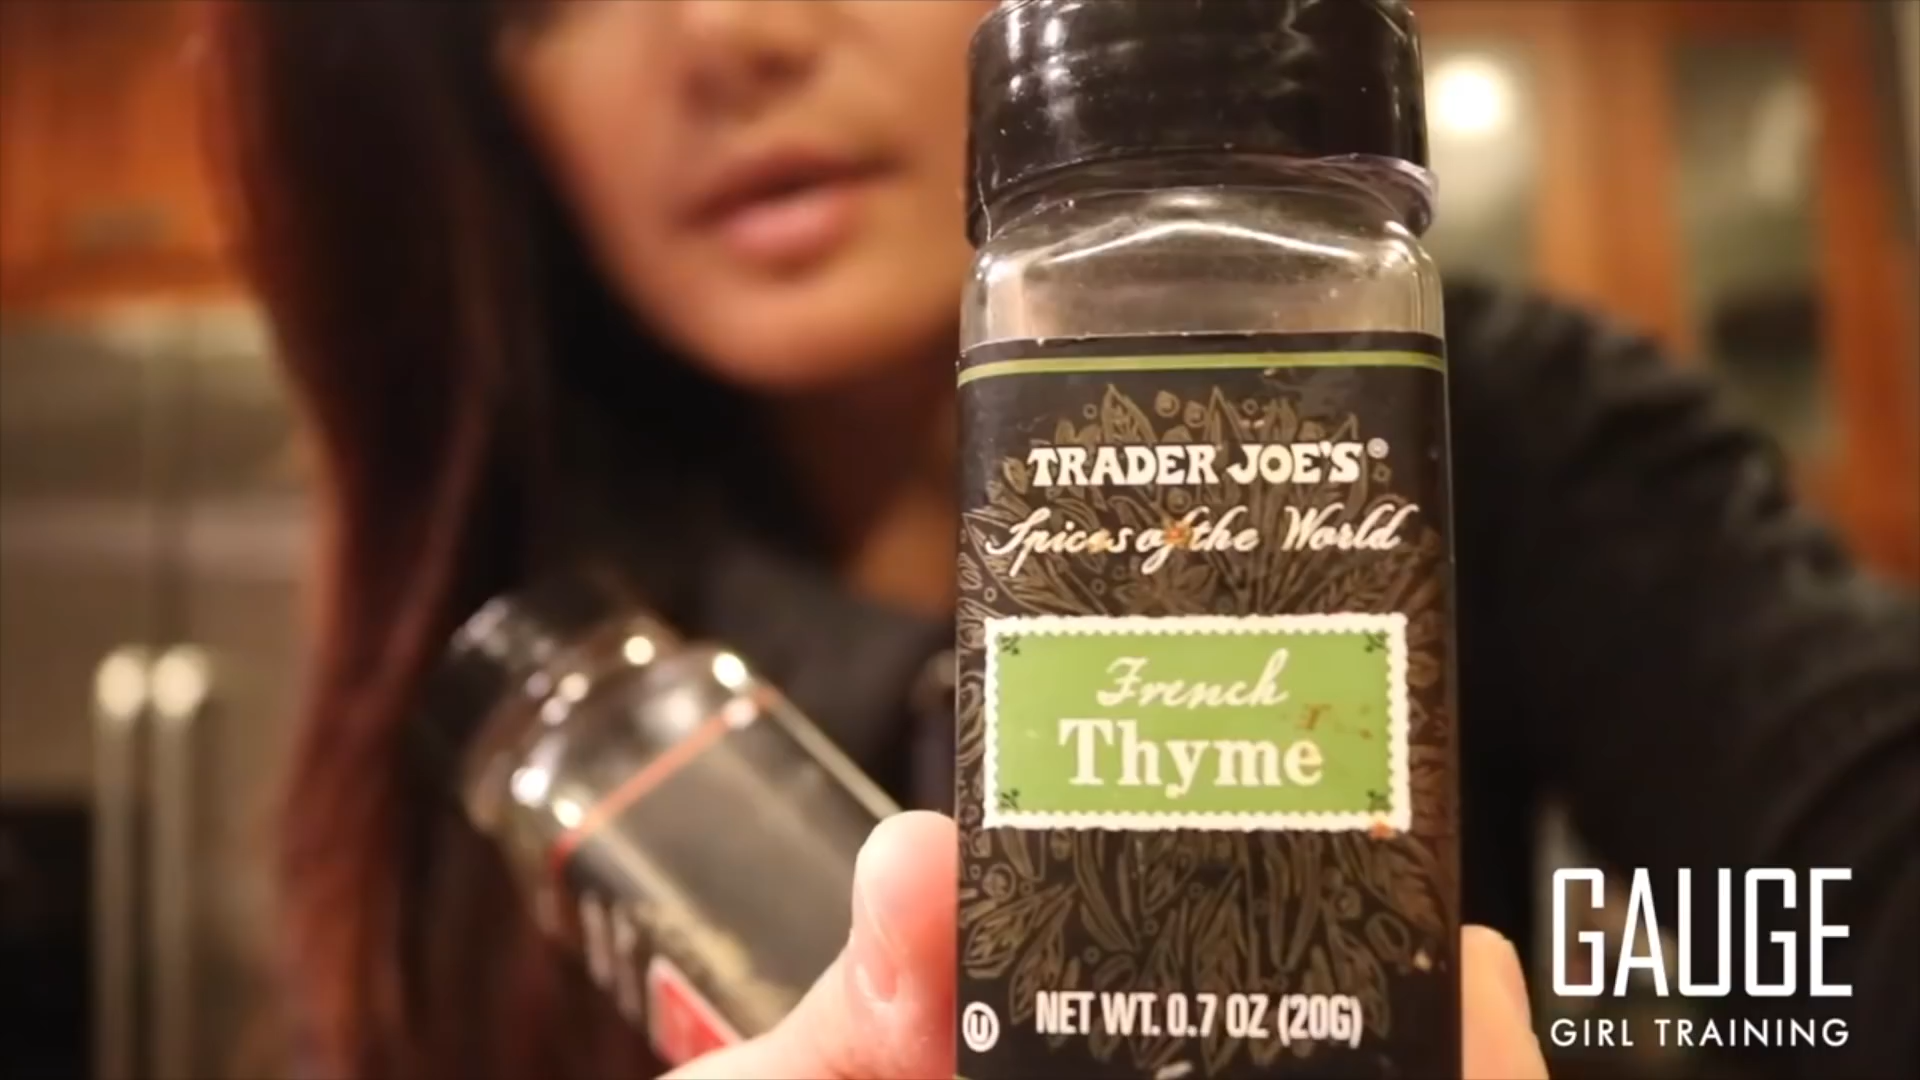 TRADER JOE'S®
Spices of the World
French
Thyme
U
NET WT. 0.7 OZ (20G)
GAUGE
GIRL TRAINING